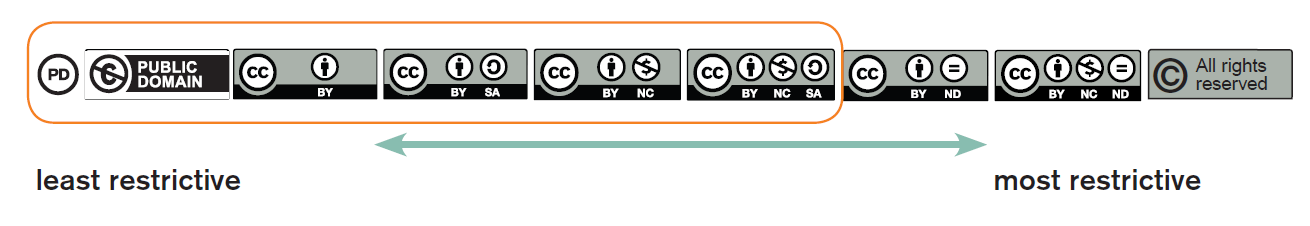 PD
PUBLIC
DOMAIN
CC
BY
CC
BY SA
CC
BY NC
CC
BY NC SA
CC
BY ND
CC
BY NC ND
C All rights
reserved
least restrictive
most restrictive